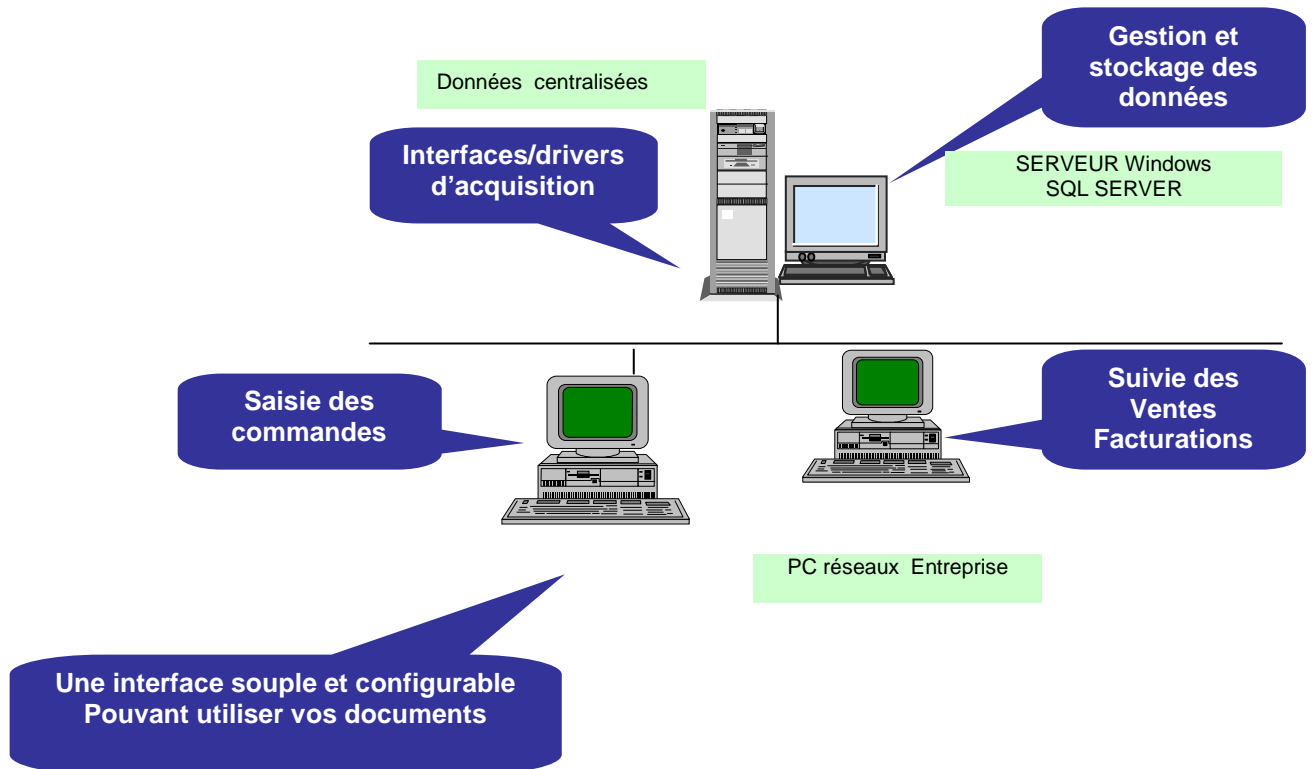 Gestion et
stockage des
données
Données centralisées
Interfaces/drivers
d’acquisition
SERVEUR Windows
SQL SERVER
Saisie des
commandes
Suivie des
Ventes
Facturations
PC réseaux Entreprise
Une interface souple et configurable
Pouvant utiliser vos documents